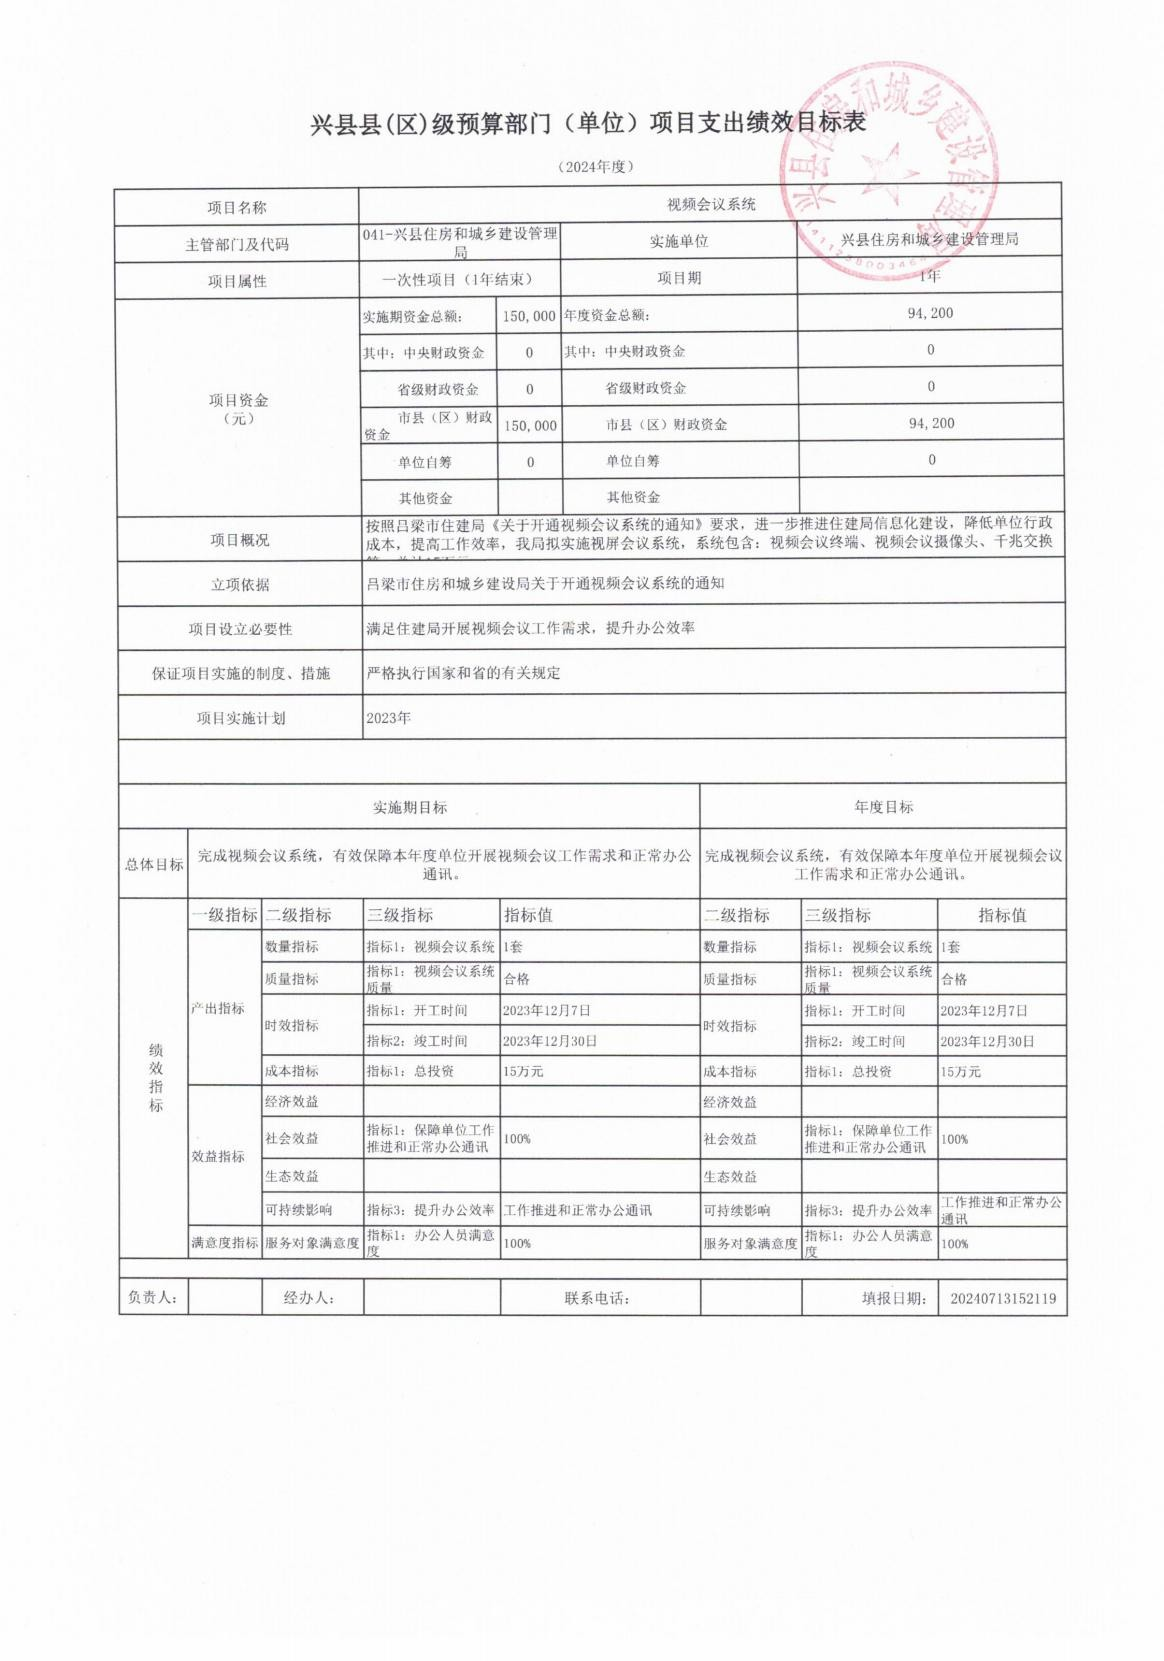 兴县县(区)级预算部门（单位）项目支出绩效目标表
（2024年度）
项目名称 视频会议系统
主管部门及代码 041-兴县住房和城乡建设管理局 实施单位 兴县住房和城乡建设管理局
项目属性 一次性项目（1年结束） 项目期 1年
项目资金（元）
实施期资金总额： 150,000 年度资金总额： 94,200
其中：中央财政资金 0 其中：中央财政资金 0
省级财政资金 0 省级财政资金 0
市县（区）财政资金 150,000 市县（区）财政资金 94,200
单位自筹 0 单位自筹 0
其他资金 其他资金
项目概况
按照吕梁市住建局《关于开通视频会议系统的通知》要求，进一步推进住建局信息化建设，降低单位行政
成本，提高工作效率，我局拟实施视屏会议系统，系统包含：视频会议终端、视频会议摄像头、千兆交换
立项依据 吕梁市住房和城乡建设局关于开通视频会议系统的通知
项目设立必要性 满足住建局开展视频会议工作需求，提升办公效率
保证项目实施的制度、措施 严格执行国家和省的有关规定
项目实施计划 2023年
实施期目标 年度目标
总体目标 完成视频会议系统，有效保障本年度单位开展视频会议工作需求和正常办公通讯。 完成视频会议系统，有效保障本年度单位开展视频会议工作需求和正常办公通讯。
绩效指标
一级指标 二级指标 三级指标 指标值 二级指标 三级指标 指标值
产出指标
数量指标 指标1：视频会议系统 1套 数量指标 指标1：视频会议系统 1套
质量指标 指标1：视频会议系统质量 合格 质量指标 指标1：视频会议系统质量 合格
时效指标 指标1：开工时间 2023年12月7日 时效指标 指标1：开工时间 2023年12月7日
指标2：竣工时间 2023年12月30日 指标2：竣工时间 2023年12月30日
成本指标 指标1：总投资 15万元 成本指标 指标1：总投资 15万元
效益指标
经济效益 经济效益
社会效益 指标1：保障单位工作推进和正常办公通讯 100% 社会效益 指标1：保障单位工作推进和正常办公通讯 100%
生态效益 生态效益
可持续影响 指标3：提升办公效率 工作推进和正常办公通讯 可持续影响 指标3：提升办公效率 工作推进和正常办公通讯
满意度指标 服务对象满意度 指标1：办公人员满意度 100% 服务对象满意度 指标1：办公人员满意度 100%
负责人： 经办人： 联系电话： 填报日期： 20240713152119
兴县住房和城乡建设管理局